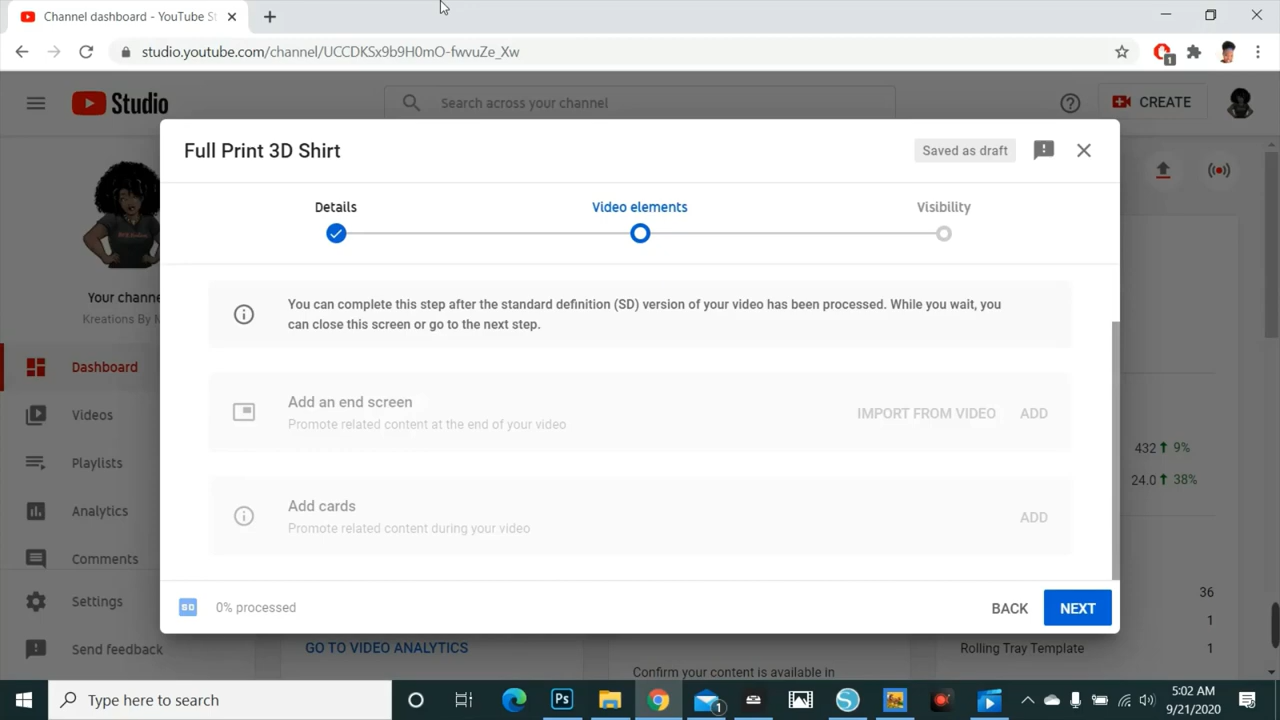 Channel dashboard - YouTube St
studio.youtube.com/channel/UCCDKSx9b9H0mO-fwvuZe_Xw
1
Studio
Search across your channel
CREATE
Full Print 3D Shirt
Saved as draft
Details
Video elements
Visibility
You can complete this step after the standard definition (SD) version of your video has been processed. While you wait, you
can close this screen or go to the next step.
Add an end screen
Promote related content at the end of your video
IMPORT FROM VIDEO
ADD
Add cards
Promote related content during your video
ADD
SD
0% processed
BACK
NEXT
Your chann
Kreations By M
Dashboard
Videos
Playlists
Analytics
Comments
Settings
Send feedback
432 9%
24.0 38%
36
1
Rolling Tray Template
1
GO TO VIDEO ANALYTICS
Confirm your content is available in
Type here to search
Ps
1
5:02 AM
9/21/2020